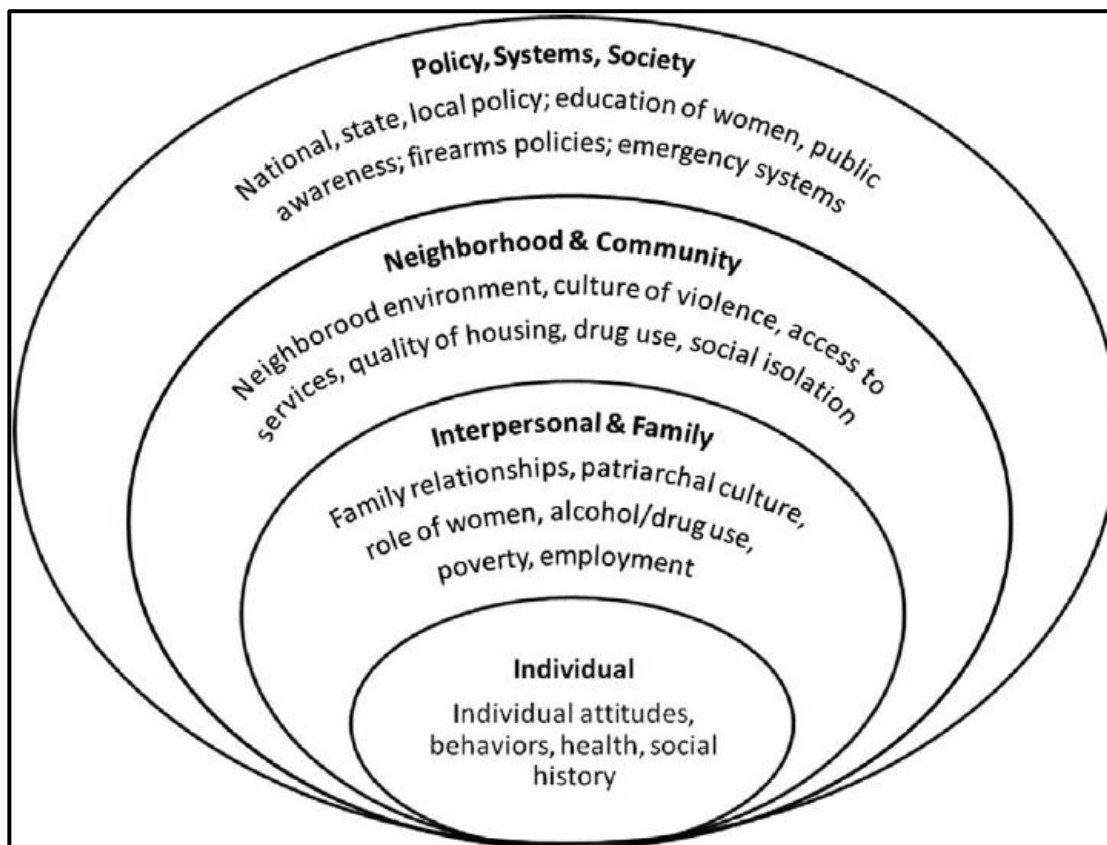 Policy, Systems, Society
National, state, local policy; education of women, public
awareness; firearms policies; emergency systems
Neighborhood & Community
Neighborood environment, culture of violence, access to
services, quality of housing, drug use, social isolation
Interpersonal & Family
Family relationships, patriarchal culture,
role of women, alcohol/drug use,
poverty, employment
Individual
Individual attitudes,
behaviors, health, social
history